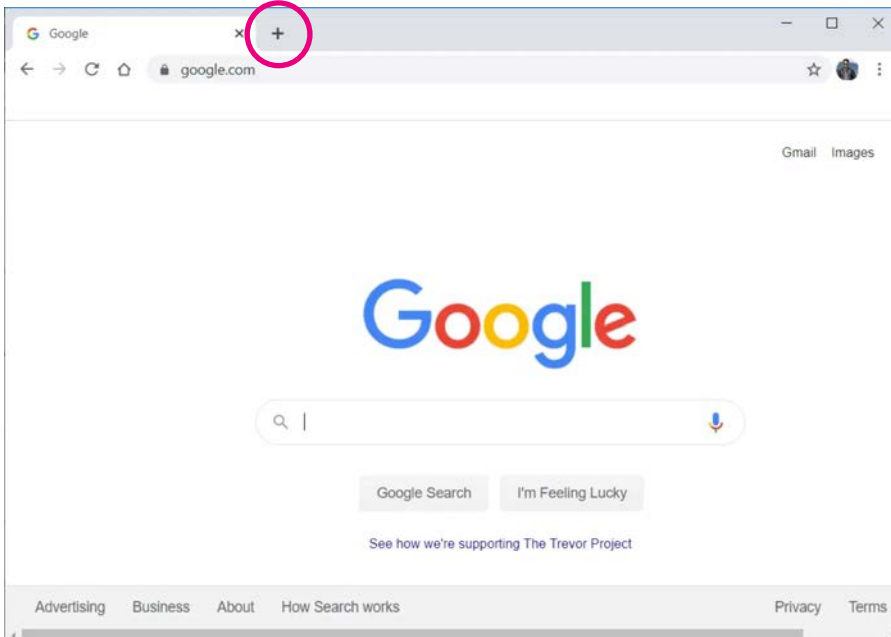 Google
google.com
Gmail Images
Google
Google Search I'm Feeling Lucky
See how we're supporting The Trevor Project
Advertising Business About How Search works Privacy Terms